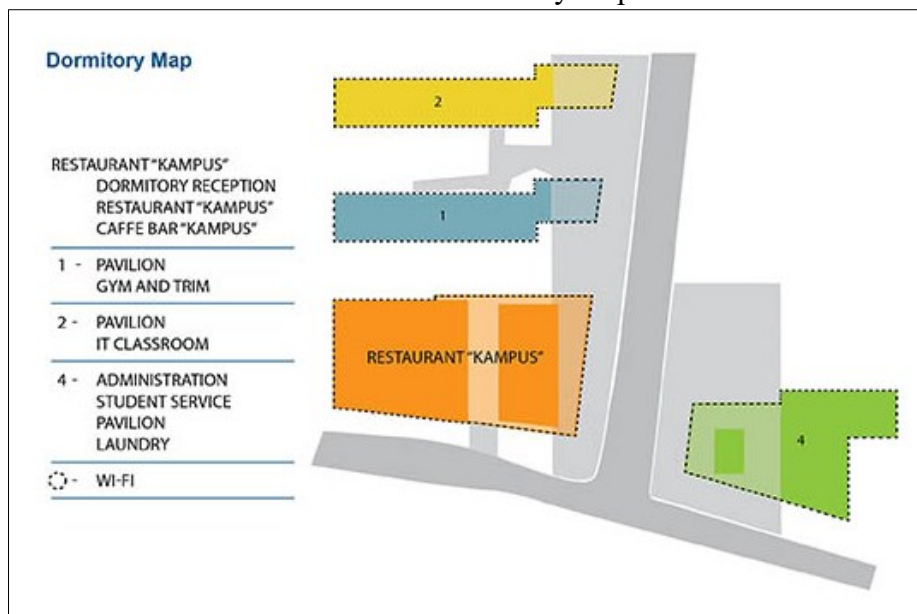 Dormitory Map
RESTAURANT "KAMPUS"
DORMITORY RECEPTION
RESTAURANT "KAMPUS"
CAFFE BAR "KAMPUS"
1 - PAVILION
GYM AND TRIM
2 - PAVILION
IT CLASSROOM
4 - ADMINISTRATION
STUDENT SERVICE
PAVILION
LAUNDRY
- WI-FI
2
1
RESTAURANT "KAMPUS"
4